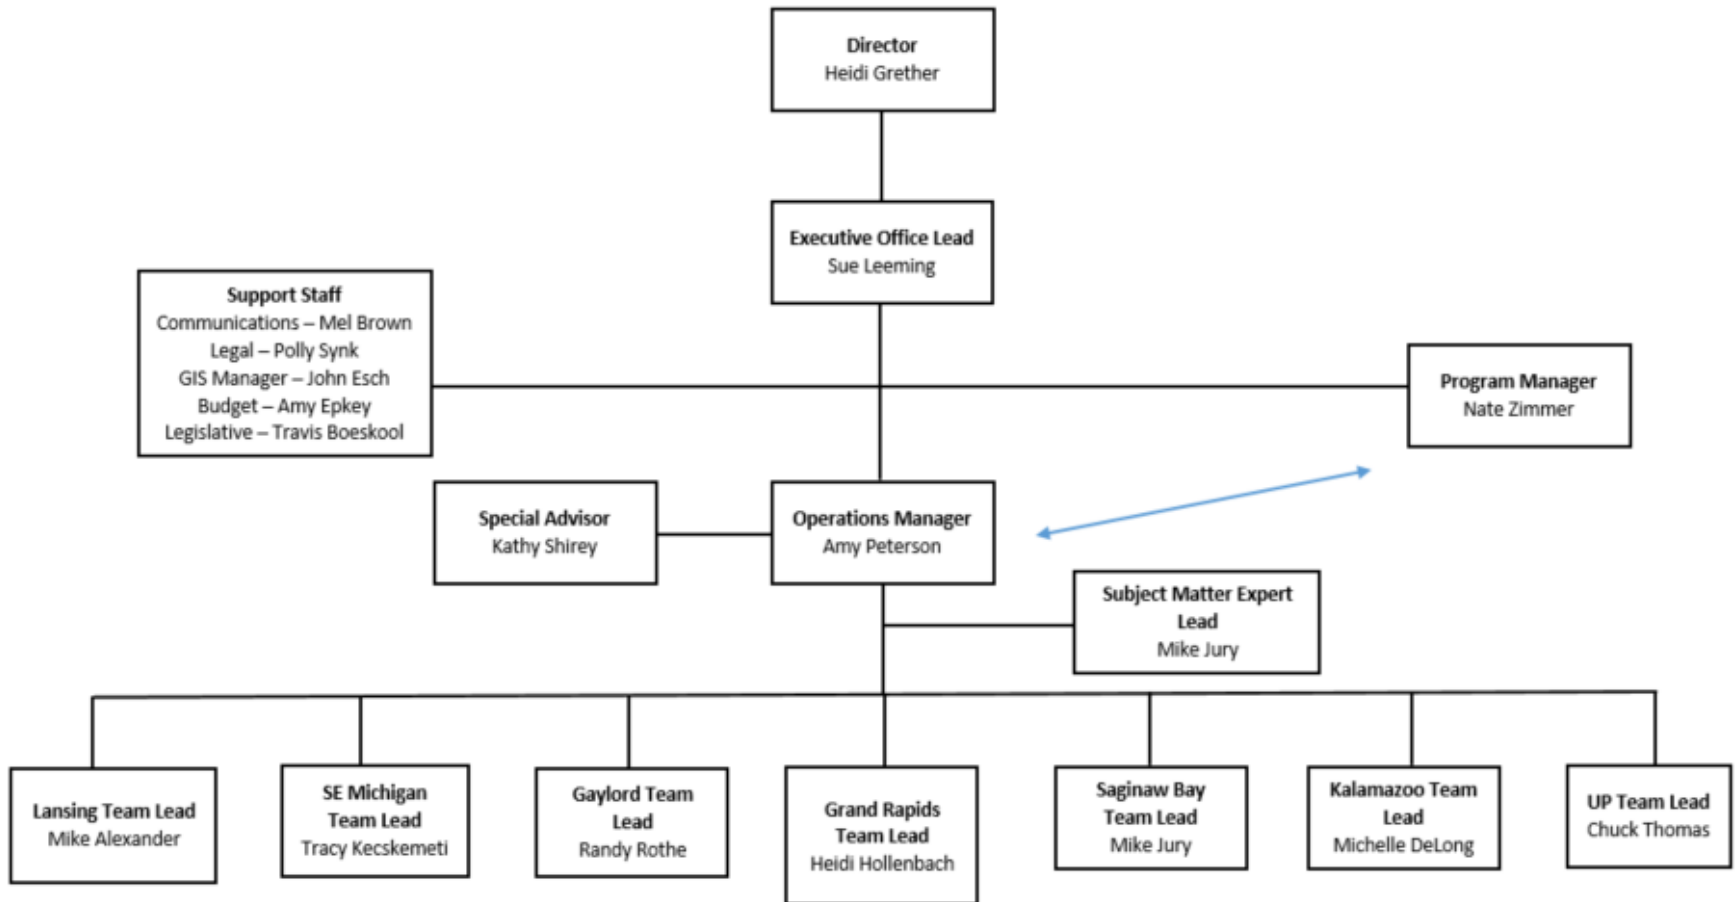 Director
Heidi Grether
Executive Office Lead
Sue Leeming
Support Staff
Communications – Mel Brown
Legal – Polly Synk
GIS Manager – John Esch
Budget – Amy Epkey
Legislative – Travis Boeskool
Program Manager
Nate Zimmer
Special Advisor
Kathy Shirey
Operations Manager
Amy Peterson
Subject Matter Expert
Lead
Mike Jury
Lansing Team Lead
Mike Alexander
SE Michigan
Team Lead
Tracy Kecskemeti
Gaylord Team
Lead
Randy Rothe
Grand Rapids
Team Lead
Heidi Hollenbach
Saginaw Bay
Team Lead
Mike Jury
Kalamazoo Team
Lead
Michelle DeLong
UP Team Lead
Chuck Thomas